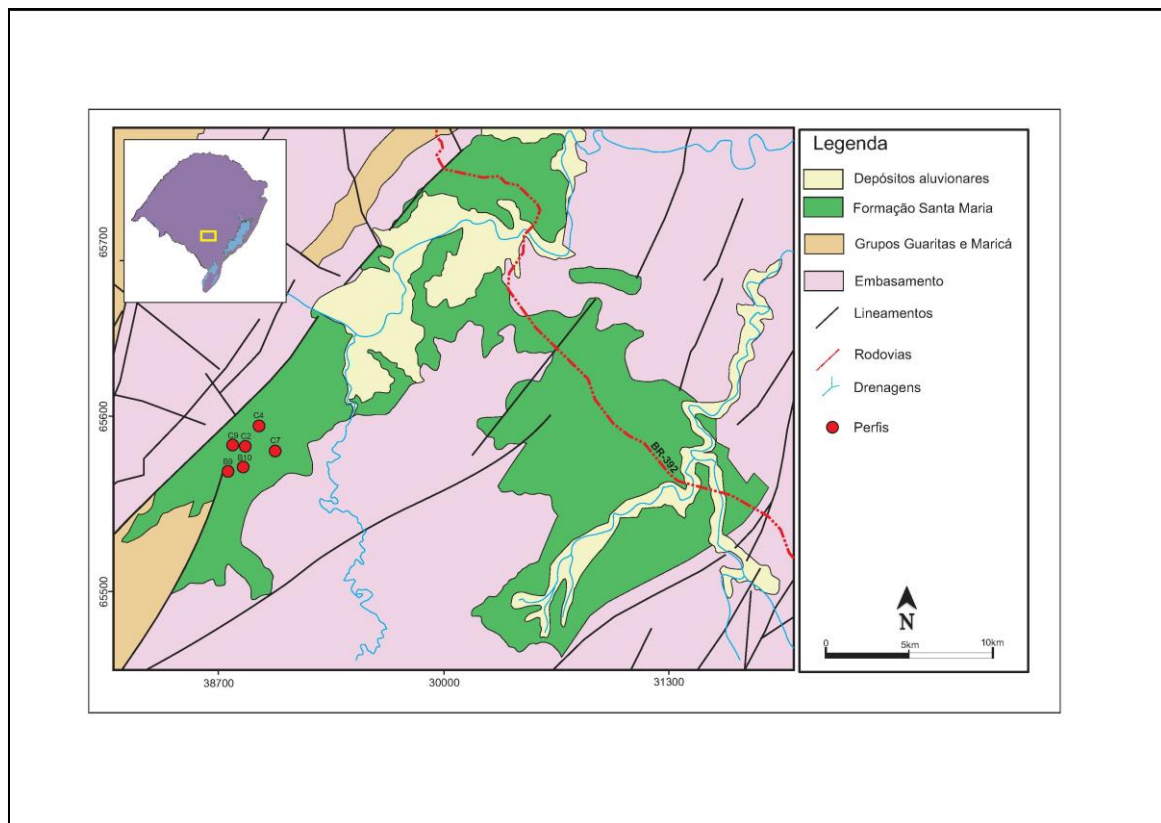 Legenda
Depósitos aluvionares
Formação Santa Maria
Grupos Guaritas e Maricá
Embasamento
Lineamentos
Rodovias
Drenagens
Perfis
N
0 5km 10km
65700
65600
65500
38700 30000 31300
C4
C9 C2 C7
B9 B10
BR-392